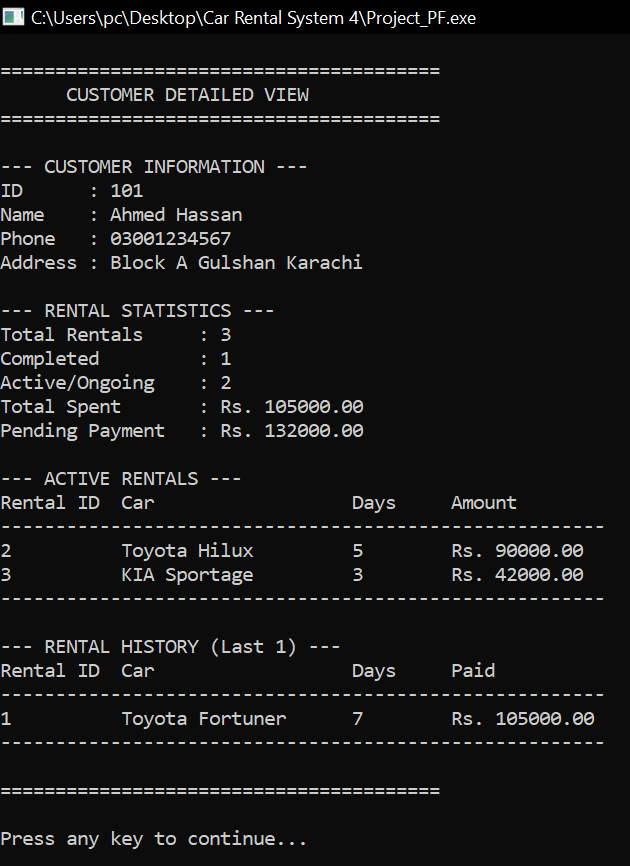 C:\Users\pc\Desktop\Car Rental System 4\Project_PF.exe
========================================
      CUSTOMER DETAILED VIEW
========================================
--- CUSTOMER INFORMATION ---
ID      : 101
Name    : Ahmed Hassan
Phone   : 03001234567
Address : Block A Gulshan Karachi
--- RENTAL STATISTICS ---
Total Rentals     : 3
Completed         : 1
Active/Ongoing    : 2
Total Spent       : Rs. 105000.00
Pending Payment   : Rs. 132000.00
--- ACTIVE RENTALS ---
Rental ID  Car                  Days     Amount
-------------------------------------------------------
2          Toyota Hilux         5        Rs. 90000.00
3          KIA Sportage         3        Rs. 42000.00
-------------------------------------------------------
--- RENTAL HISTORY (Last 1) ---
Rental ID  Car                  Days     Paid
-------------------------------------------------------
1          Toyota Fortuner      7        Rs. 105000.00
-------------------------------------------------------
========================================
Press any key to continue...